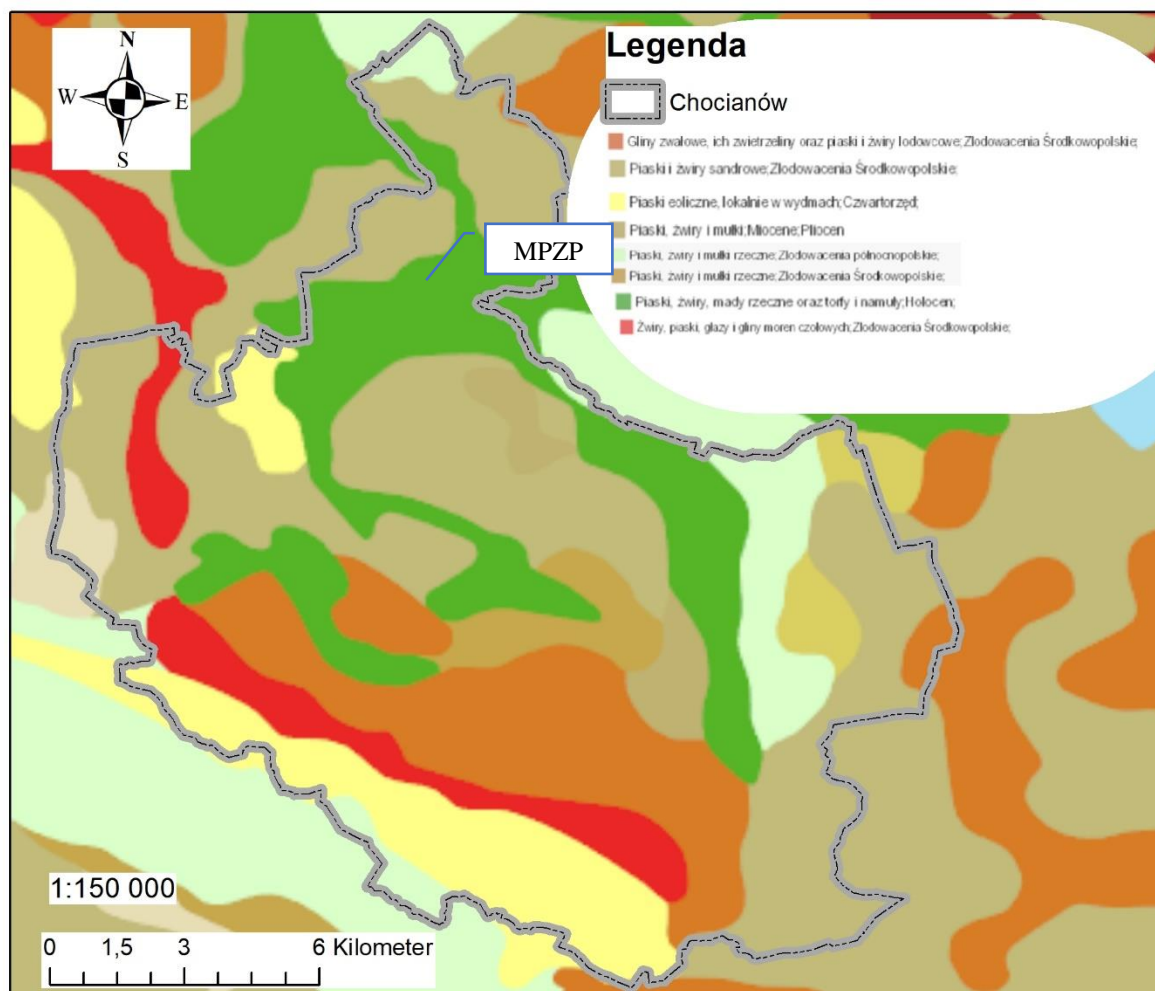 N
W E
S
Legenda
Chocianów
Gliny zwałowe, ich zwietrzeliny oraz piaski i żwiry lodowcowe;Zlodowacenia Środkowopolskie;
Piaski i żwiry sandrowe;Zlodowacenia Środkowopolskie;
Piaski eoliczne, lokalnie w wydmach;Czwartorzęd;
Piaski, żwiry i mułki;Miocene;Pliocen
Piaski, żwiry i mułki rzeczne;Zlodowacenia północnopolskie;
Piaski, żwiry i mułki rzeczne;Zlodowacenia Środkowopolskie;
Piaski, żwiry, mady rzeczne oraz torfy i namuły;Holocen;
Żwiry, piaski, głazy i gliny moren czołowych;Zlodowacenia Środkowopolskie;
MPZP
1:150 000
0 1,5 3 6 Kilometer